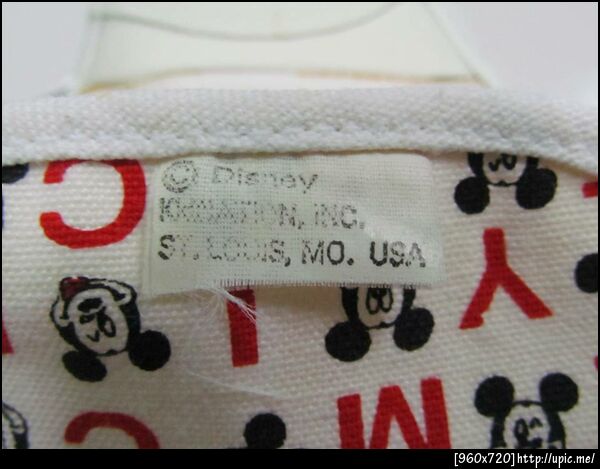 C
© Disney
INC.
ST. LOUIS, MO. USA
Y
I
M
C
[960x720]http://upic.me/